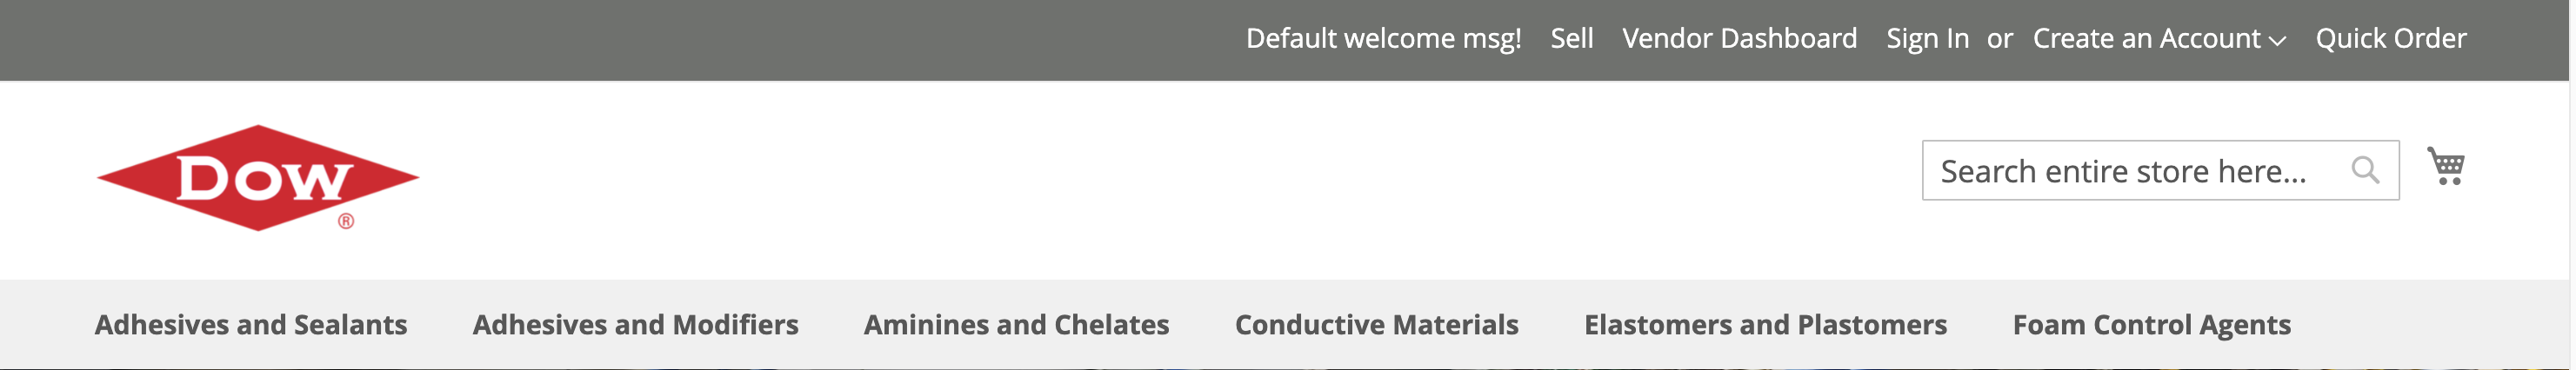 Default welcome msg! Sell Vendor Dashboard Sign In or Create an Account Quick Order
DOW
®
Search entire store here...
Adhesives and Sealants Adhesives and Modifiers Aminines and Chelates Conductive Materials Elastomers and Plastomers Foam Control Agents